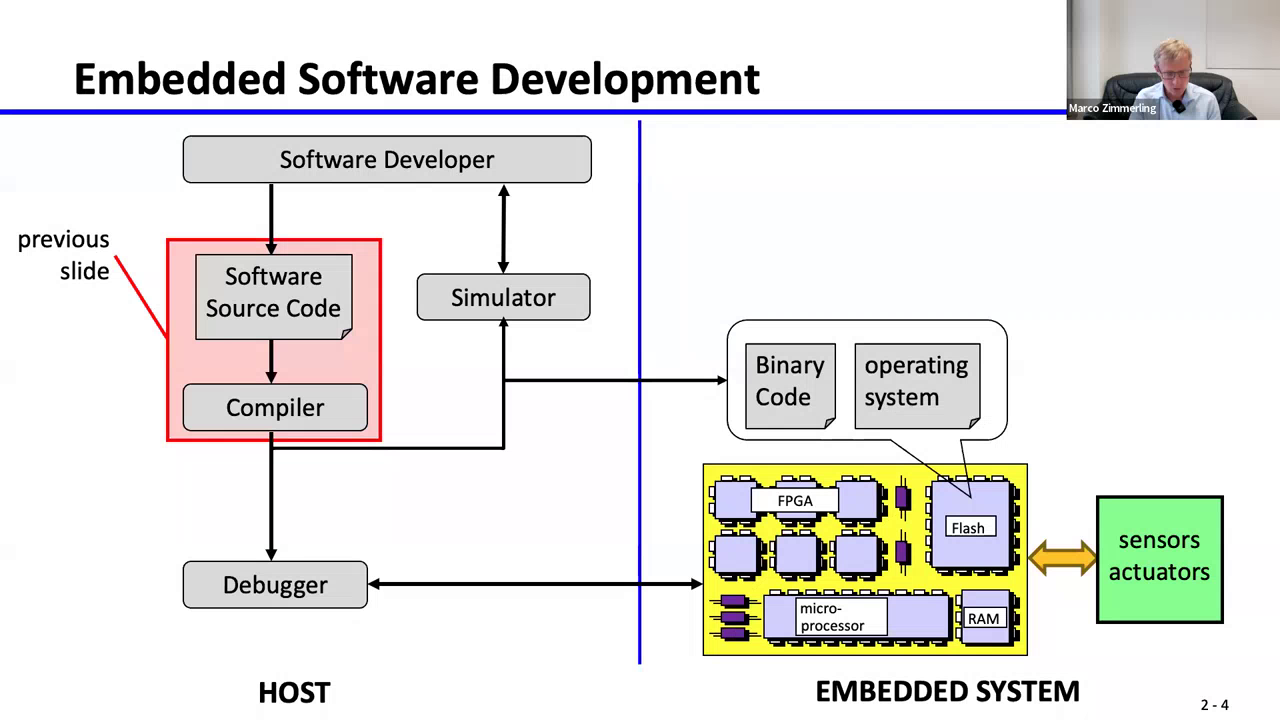 Embedded Software Development
Marco Zimmerling
Software Developer
previous
slide
Software
Source Code
Simulator
Compiler
Binary
Code
operating
system
FPGA
Flash
sensors
actuators
Debugger
micro-
processor
RAM
HOST
EMBEDDED SYSTEM
2 - 4